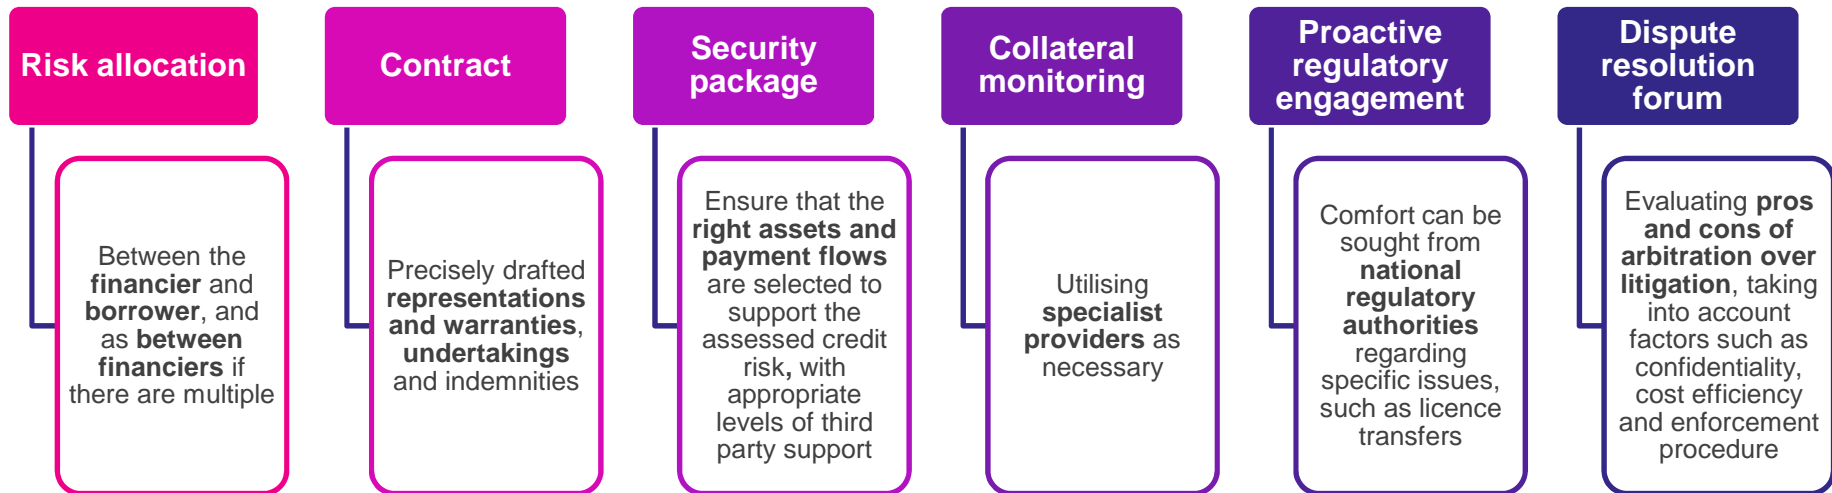 Risk allocation
Between the
financier and
borrower, and
as between
financiers if
there are multiple
Contract
Precisely drafted
representations
and warranties,
undertakings
and indemnities
Security
package
Ensure that the
right assets and
payment flows
are selected to
support the
assessed credit
risk, with
appropriate
levels of third
party support
Collateral
monitoring
Utilising
specialist
providers as
necessary
Proactive
regulatory
engagement
Comfort can be
sought from
national
regulatory
authorities
regarding
specific issues,
such as licence
transfers
Dispute
resolution
forum
Evaluating pros
and cons of
arbitration over
litigation, taking
into account
factors such as
confidentiality,
cost efficiency
and enforcement
procedure